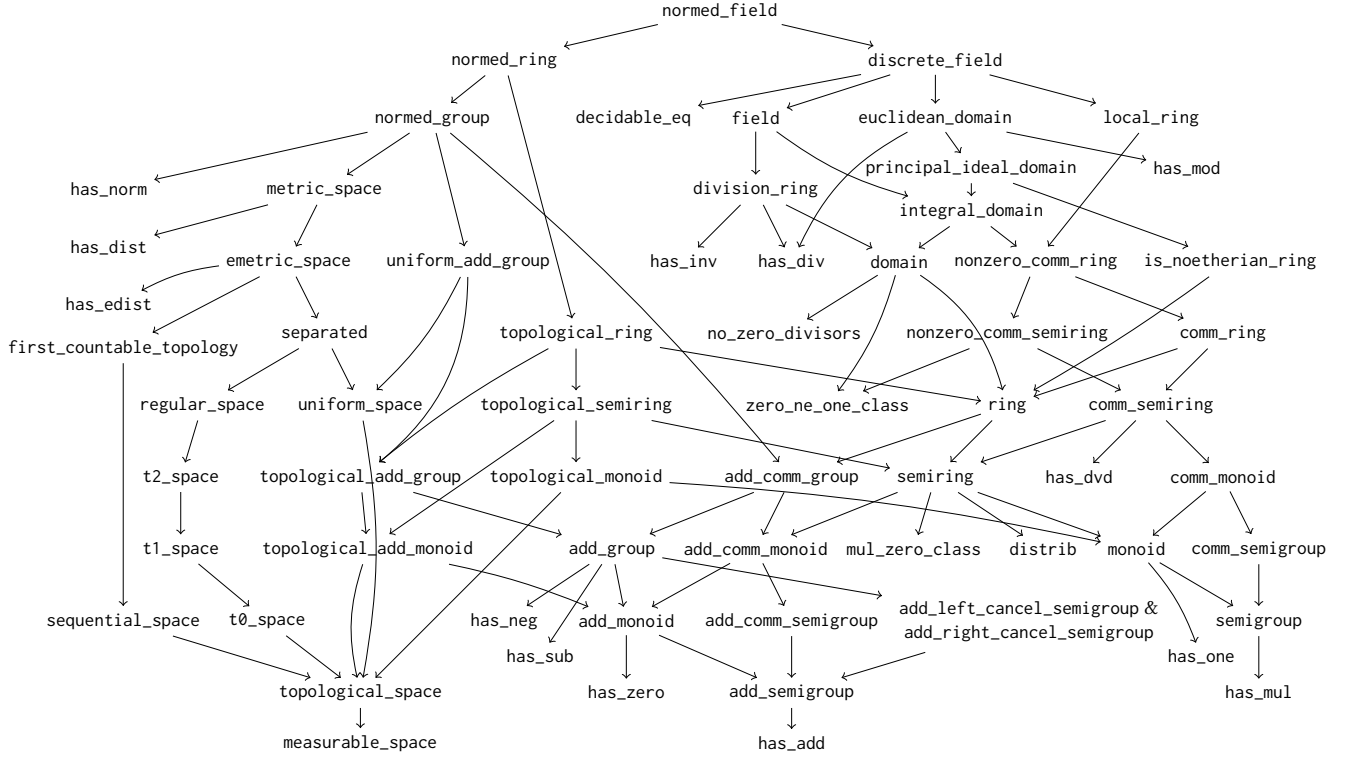 normed_field
normed_ring
discrete_field
normed_group
decidable_eq
field
euclidean_domain
local_ring
principal_ideal_domain
has_mod
has_norm
metric_space
division_ring
integral_domain
has_dist
emetric_space
uniform_add_group
has_inv
has_div
domain
nonzero_comm_ring
is_noetherian_ring
has_edist
separated
topological_ring
no_zero_divisors
nonzero_comm_semiring
comm_ring
first_countable_topology
regular_space
uniform_space
topological_semiring
zero_ne_one_class
ring
comm_semiring
t2_space
topological_add_group
topological_monoid
add_comm_group
semiring
has_dvd
comm_monoid
t1_space
topological_add_monoid
add_group
add_comm_monoid
mul_zero_class
distrib
monoid
comm_semigroup
add_left_cancel_semigroup &
add_right_cancel_semigroup
sequential_space
t0_space
has_neg
add_monoid
add_comm_semigroup
semigroup
has_sub
has_one
topological_space
has_zero
add_semigroup
has_mul
measurable_space
has_add